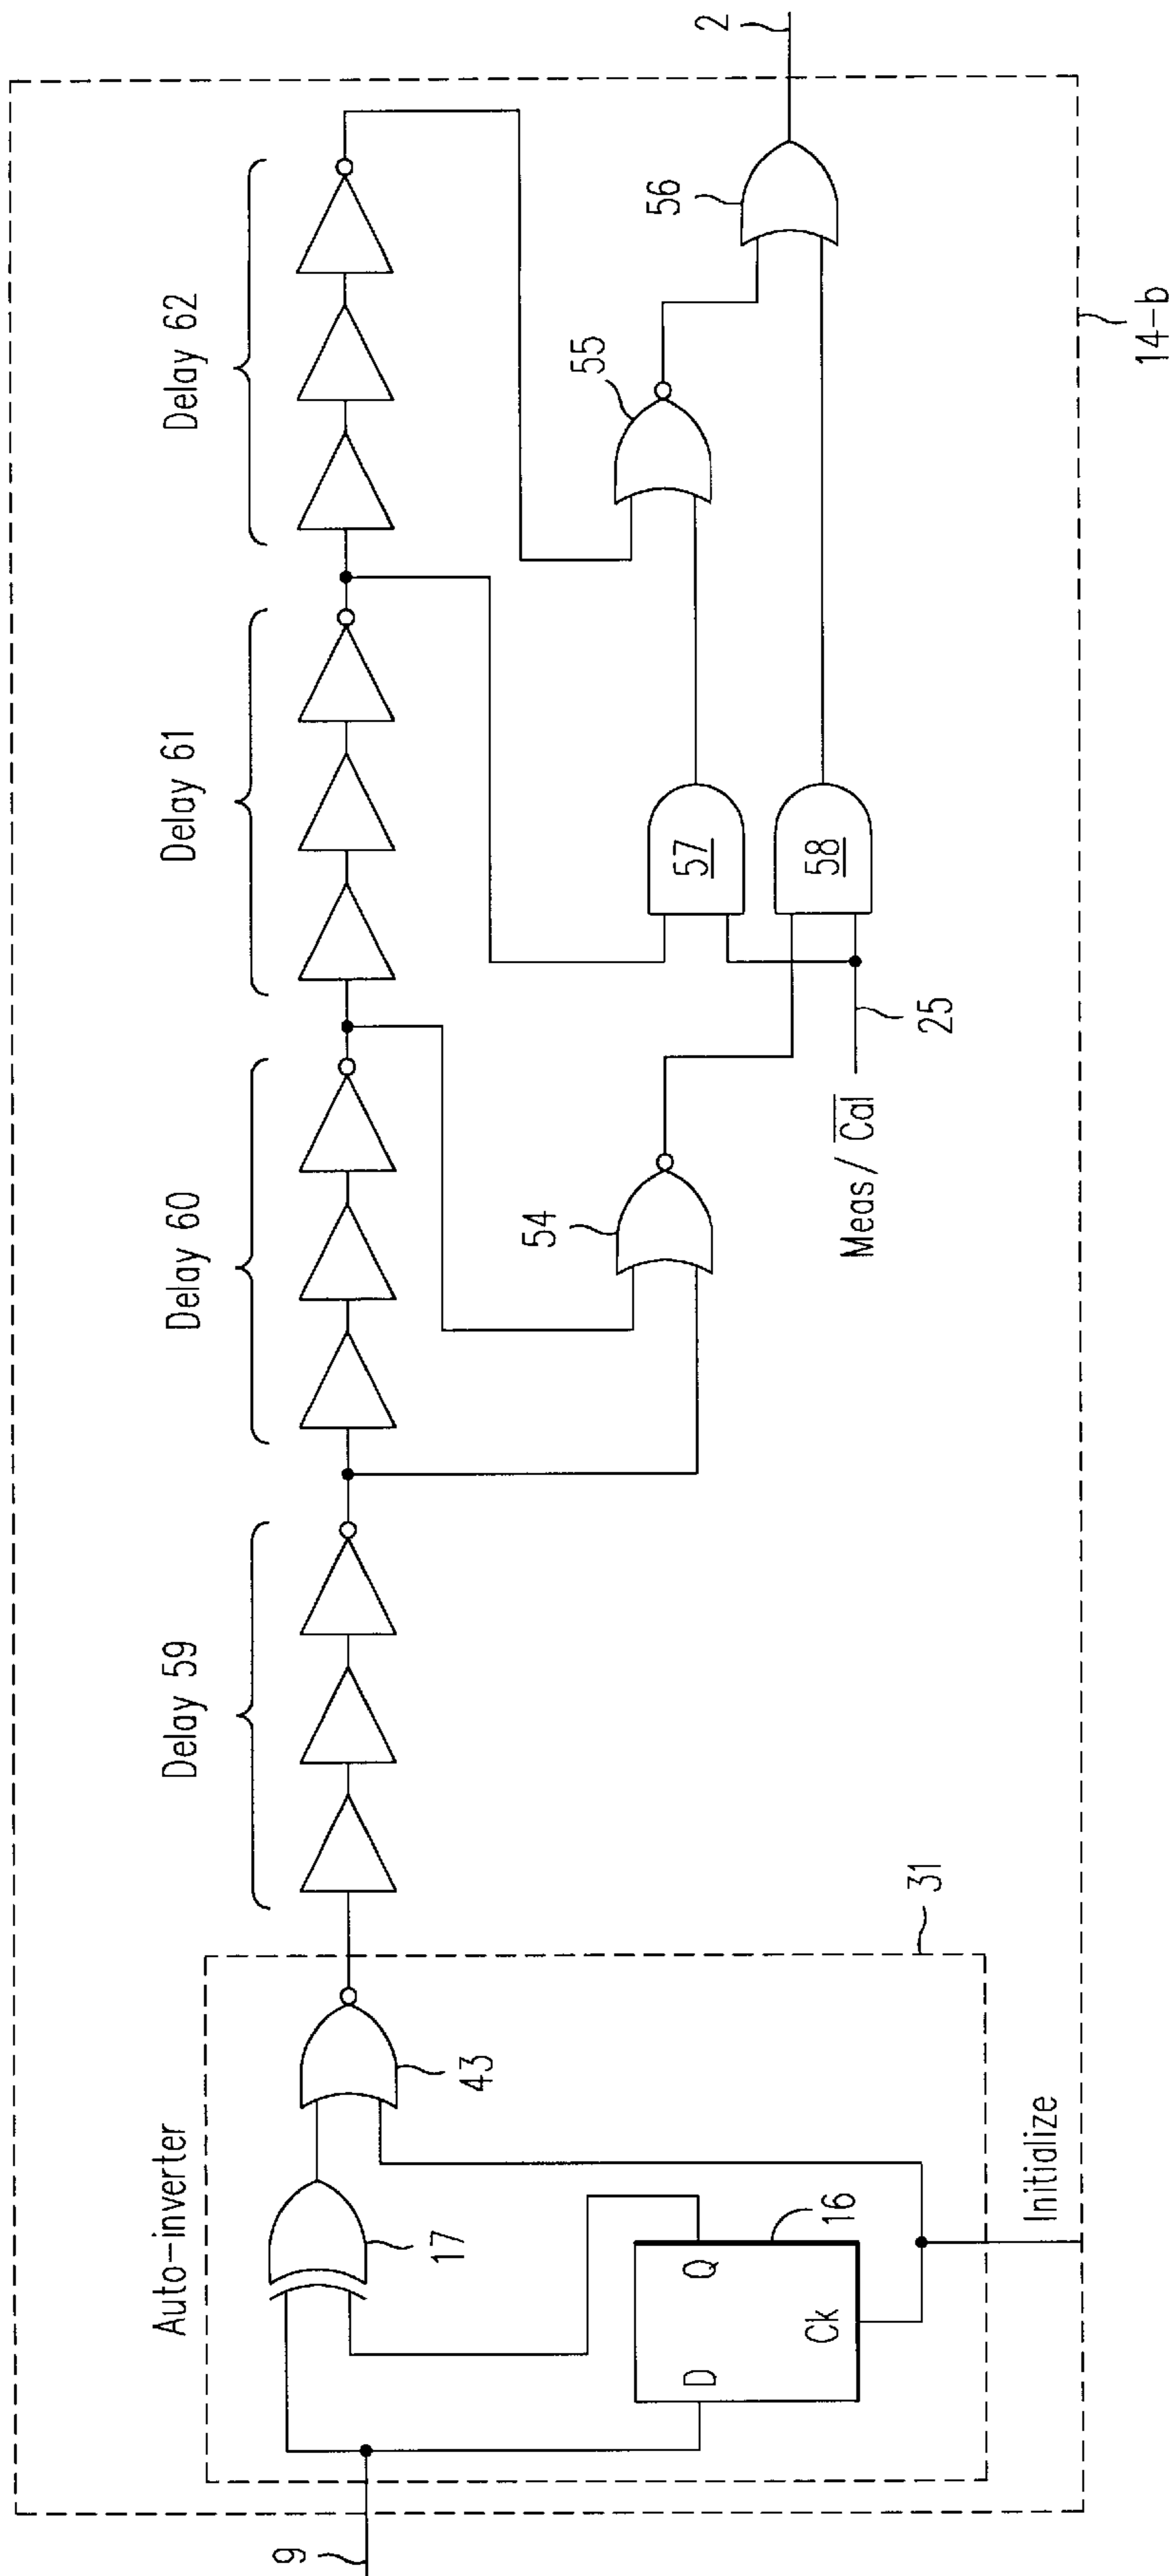 Auto-inverter
Delay 59
Delay 60
Delay 61
Delay 62
9
17
43
D
Q
Ck
16
Initialize
31
54
Meas/ Cal
25
57
58
55
56
2
14-b